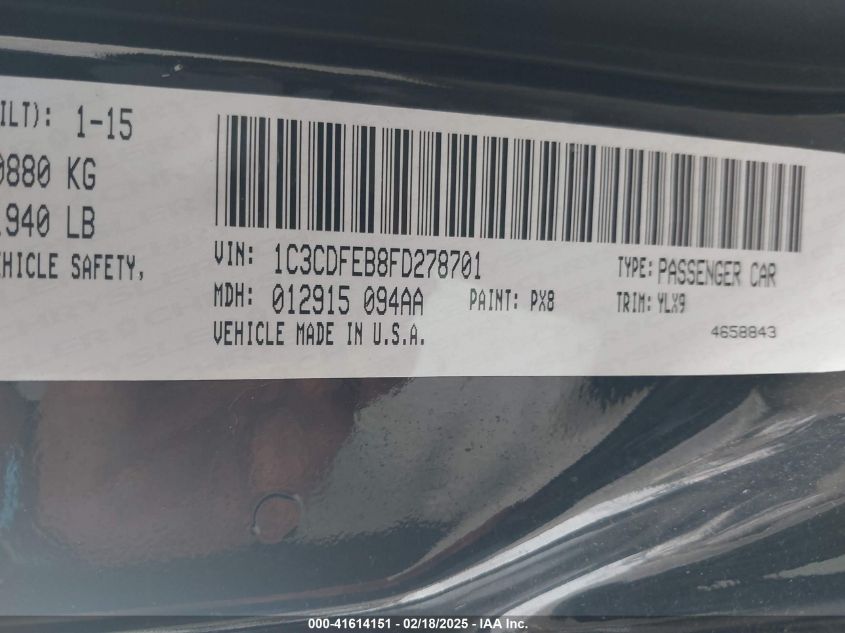 ILT): 1-15
0880 KG
1940 LB
EHICLE SAFETY,
VIN: 1C3CDFEB8FD278701
TYPE: PASSENGER CAR
MDH: 012915 094AA
PAINT: PX8
TRIM: YLX9
VEHICLE MADE IN U.S.A.
4658843
000-41614151 | 02/18/2025 - IAA Inc.